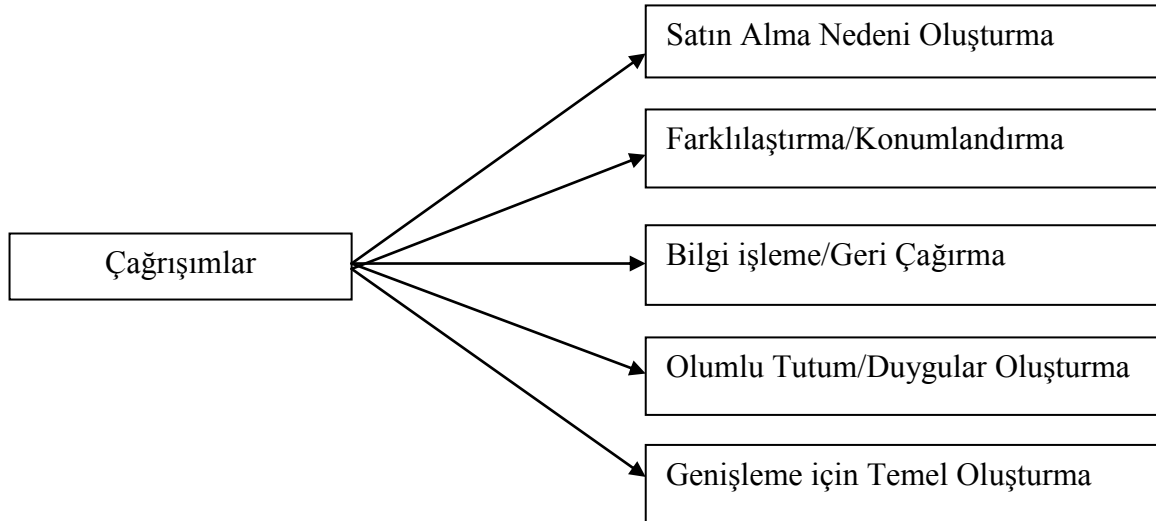 Satın Alma Nedeni Oluşturma
Farklılaştırma/Konumlandırma
Çağrışımlar
Bilgi işleme/Geri Çağırma
Olumlu Tutum/Duygular Oluşturma
Genişleme için Temel Oluşturma